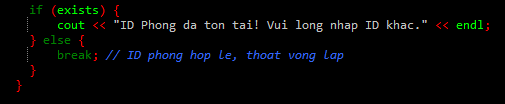 if (exists) {
cout << "ID Phong da ton tai! Vui long nhap ID khac." << endl;
} else {
break; // ID phong hop le, thoat vong lap
}
}